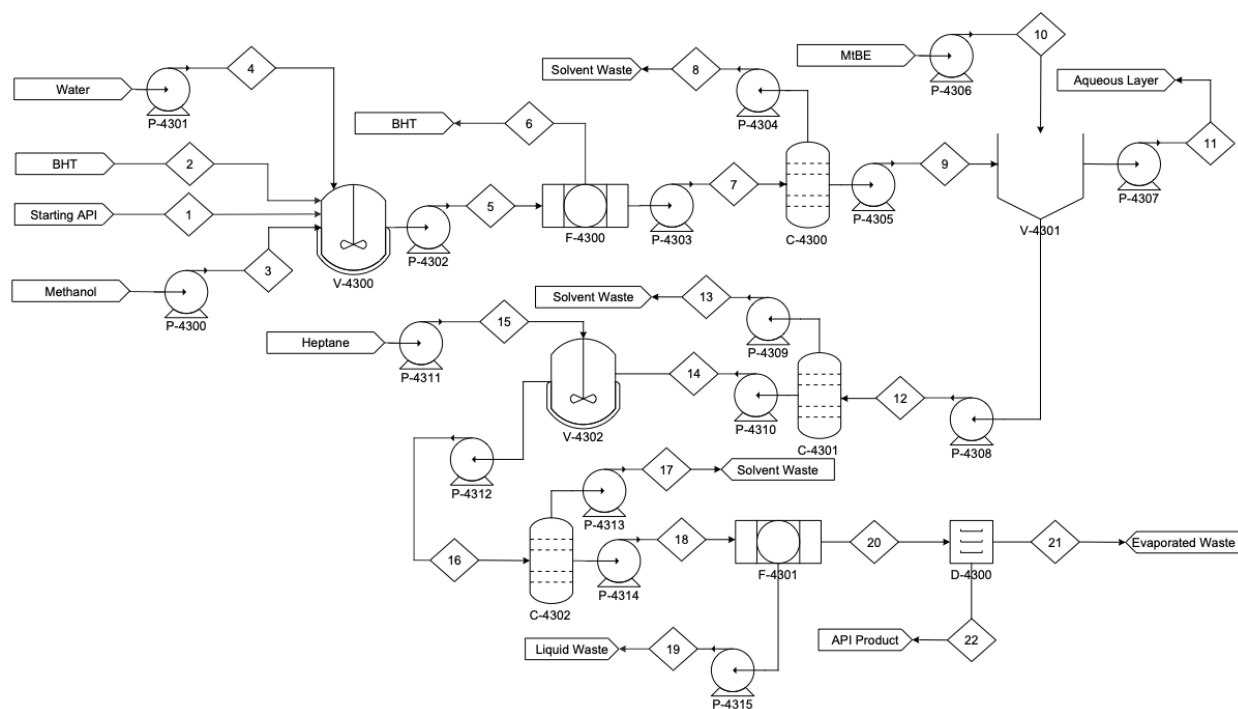 10
Solvent Waste
8
MtBE
P-4306
Water
4
P-4301
P-4304
Aqueous Layer
BHT
6
11
BHT
2
7
9
P-4307
Starting API
1
5
F-4300
P-4303
C-4300
P-4305
V-4301
P-4302
3
V-4300
Methanol
P-4300
Solvent Waste
13
15
P-4309
Heptane
P-4311
14
12
V-4302
P-4310
C-4301
P-4308
P-4312
17
Solvent Waste
P-4313
16
18
20
21
Evaporated Waste
P-4314
F-4301
D-4300
C-4302
Liquid Waste
19
API Product
22
P-4315